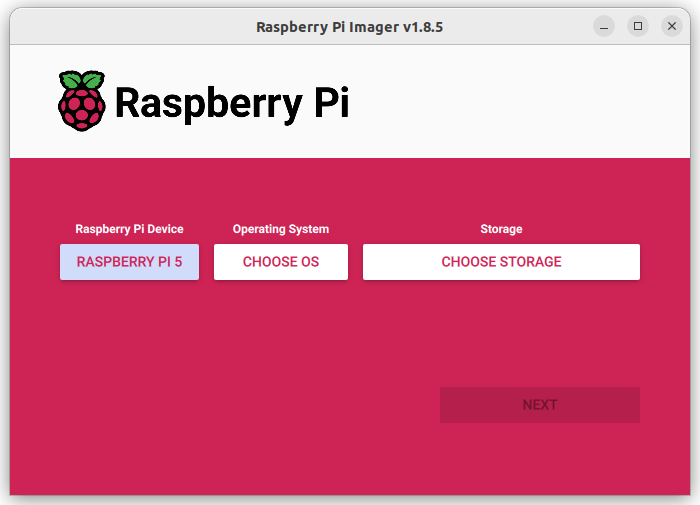 Raspberry Pi Imager v1.8.5
Raspberry Pi
Raspberry Pi Device
Operating System
Storage
RASPBERRY PI 5
CHOOSE OS
CHOOSE STORAGE
NEXT